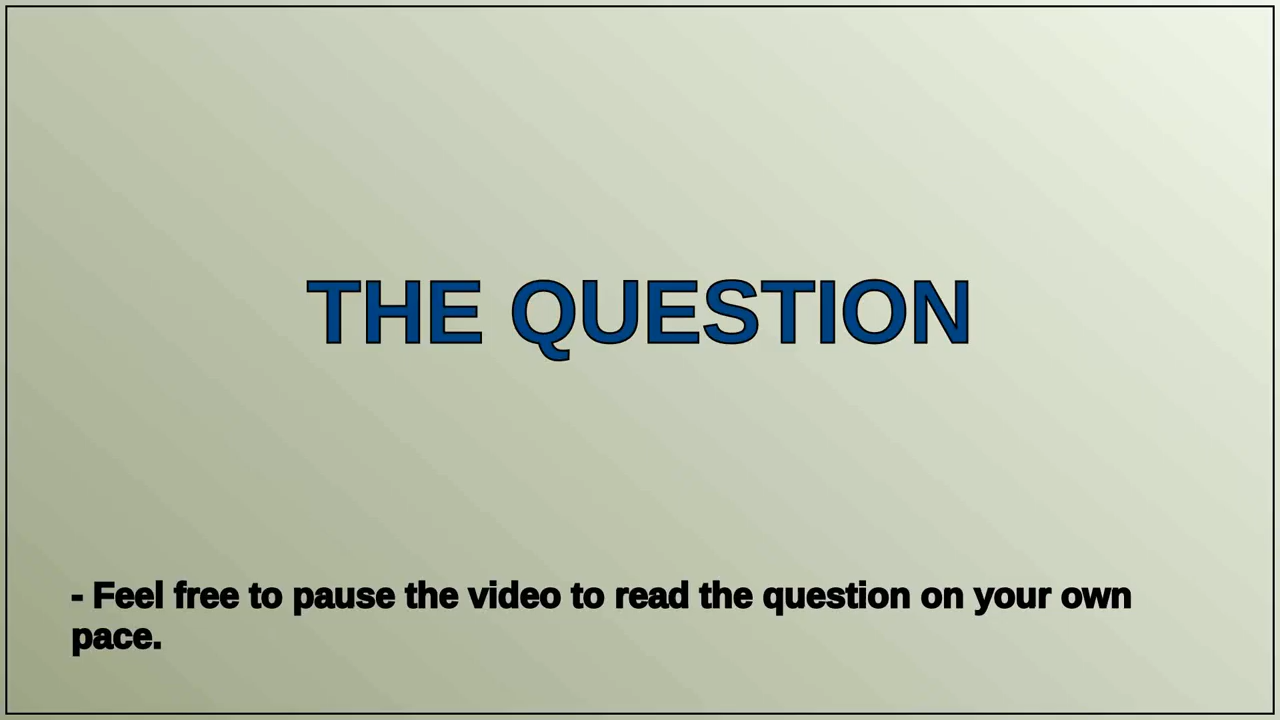 THE QUESTION
- Feel free to pause the video to read the question on your own
pace.